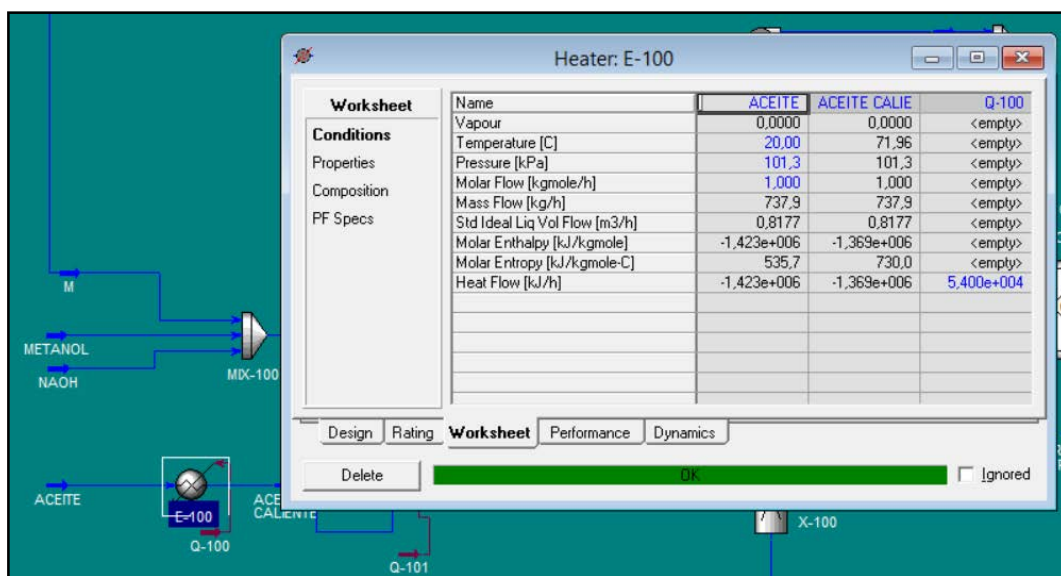 Heater: E-100
Worksheet
Conditions
Properties
Composition
PF Specs
Name ACEITE ACEITE CALIE Q-100
Vapour 0,0000 0,0000 <empty>
Temperature [C] 20,00 71,96 <empty>
Pressure [kPa] 101,3 101,3 <empty>
Molar Flow [kgmole/h] 1,000 1,000 <empty>
Mass Flow [kg/h] 737,9 737,9 <empty>
Std Ideal Liq Vol Flow [m3/h] 0,8177 0,8177 <empty>
Molar Enthalpy [kJ/kgmole] -1,423e+006 -1,369e+006 <empty>
Molar Entropy [kJ/kgmole-C] 535,7 730,0 <empty>
Heat Flow [kJ/h] -1,423e+006 -1,369e+006 5,400e+004
Design Rating Worksheet Performance Dynamics
Delete OK Ignored
M
METANOL
NAOH
MIX-100
ACEITE
E-100
Q-100
ACE
CALIENTE
Q-101
X-100